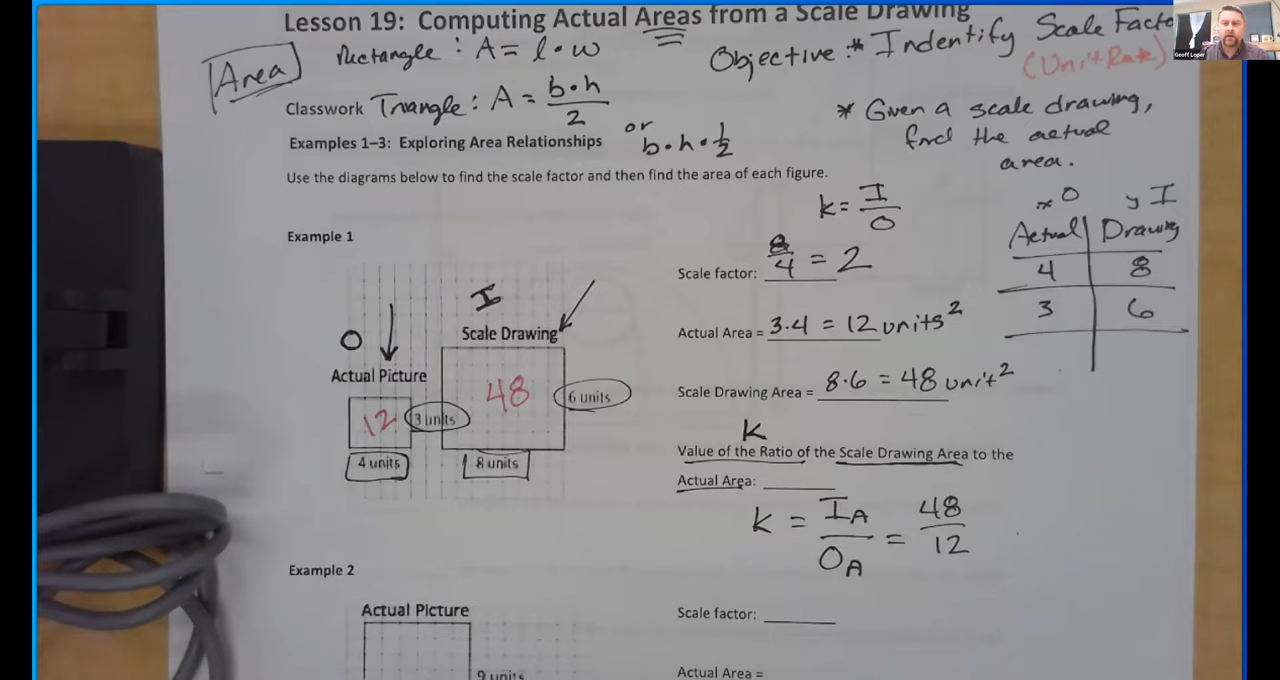 Lesson 19: Computing Actual Areas from a Scale Drawing
Area
Rectangle : A = l • w
Objective : * Indentify Scale Facto
(Unit Rate)
Geoff Loper
Classwork
Triangle : A = b•h/2
or
b•h•1/2
* Given a scale drawing,
find the actual
area.
Examples 1–3: Exploring Area Relationships
Use the diagrams below to find the scale factor and then find the area of each figure.
k = I/O
x O y I
Actual Drawing
4 8
3 6
Example 1
Scale factor: 8/4 = 2
Actual Area = 3•4 = 12 units²
Scale Drawing Area = 8•6 = 48 unit²
K
Value of the Ratio of the Scale Drawing Area to the
Actual Area:
k = I_A/O_A = 48/12
I
Scale Drawing
O
Actual Picture
48
6 units
12
3 units
4 units
8 units
Example 2
Actual Picture
9 units
Scale factor:
Actual Area =